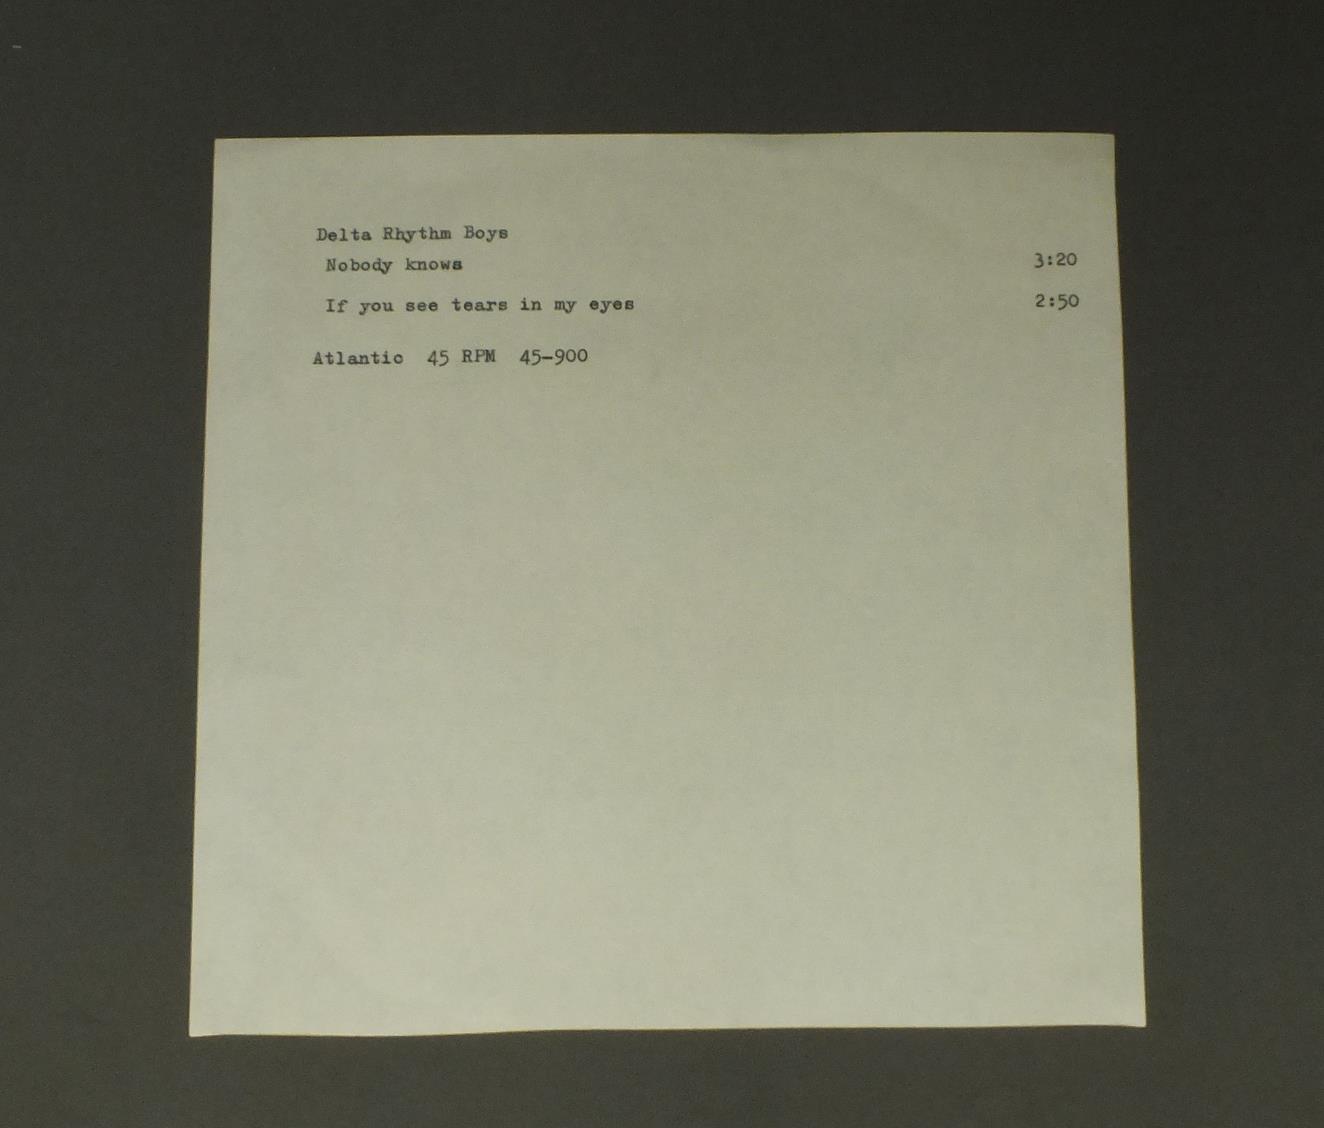 Delta Rhythm Boys
Nobody knows 3:20
If you see tears in my eyes 2:50
Atlantic 45 RPM 45-900